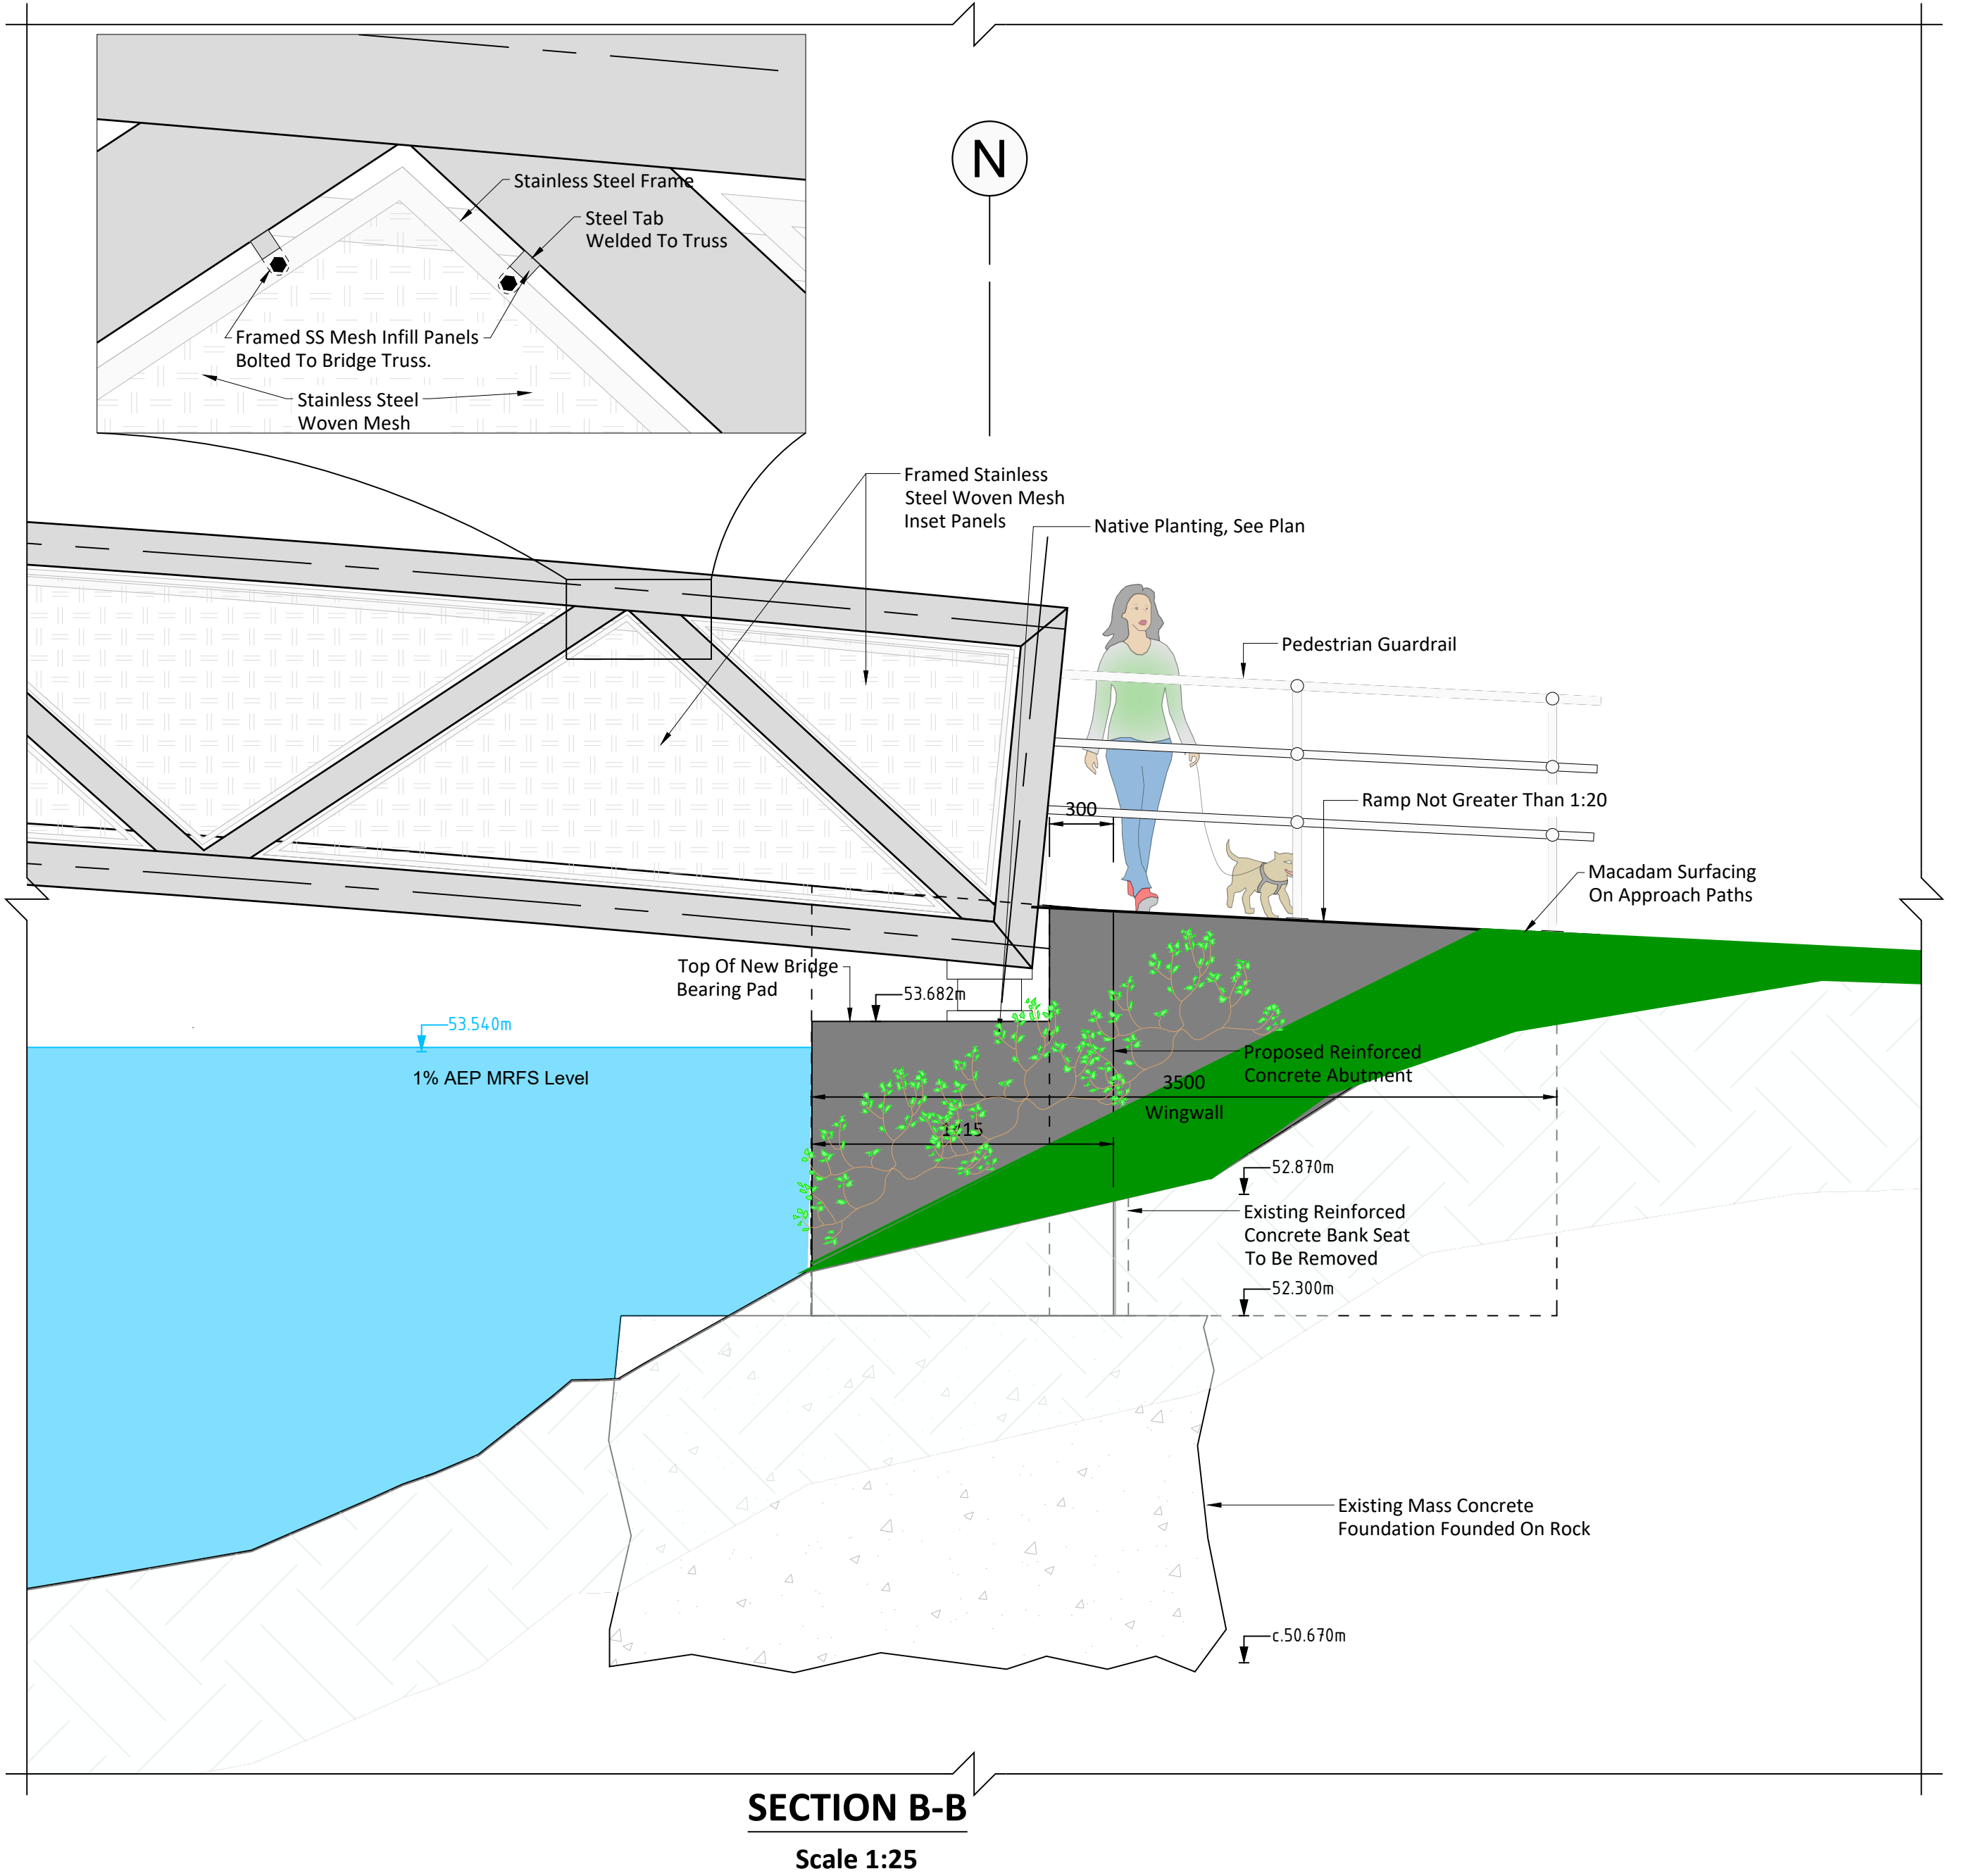 N
Stainless Steel Frame
Steel Tab
Welded To Truss
Framed SS Mesh Infill Panels
Bolted To Bridge Truss.
Stainless Steel
Woven Mesh
Framed Stainless
Steel Woven Mesh
Inset Panels
Native Planting, See Plan
Pedestrian Guardrail
300
Ramp Not Greater Than 1:20
Macadam Surfacing
On Approach Paths
Top Of New Bridge
Bearing Pad
53.682m
53.540m
1% AEP MRFS Level
Proposed Reinforced
Concrete Abutment
3500
Wingwall
1415
52.870m
Existing Reinforced
Concrete Bank Seat
To Be Removed
52.300m
Existing Mass Concrete
Foundation Founded On Rock
c.50.670m
SECTION B-B
Scale 1:25